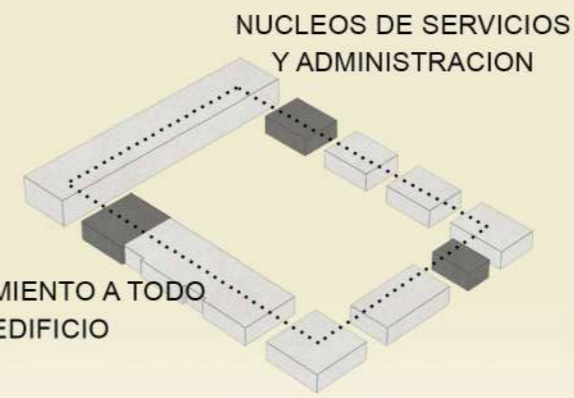 NUCLEOS DE SERVICIOS
Y ADMINISTRACION
MIENTO A TODO
EDIFICIO